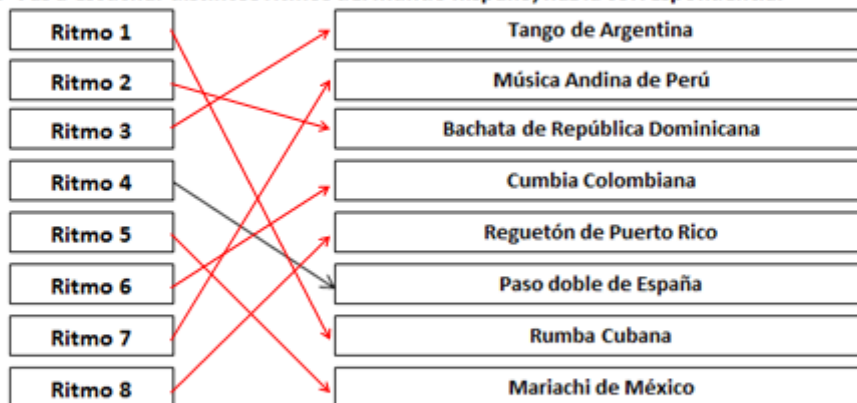 Ritmo 1
Tango de Argentina
Ritmo 2
Música Andina de Perú
Ritmo 3
Bachata de República Dominicana
Ritmo 4
Cumbia Colombiana
Ritmo 5
Reguetón de Puerto Rico
Ritmo 6
Paso doble de España
Ritmo 7
Rumba Cubana
Ritmo 8
Mariachi de México